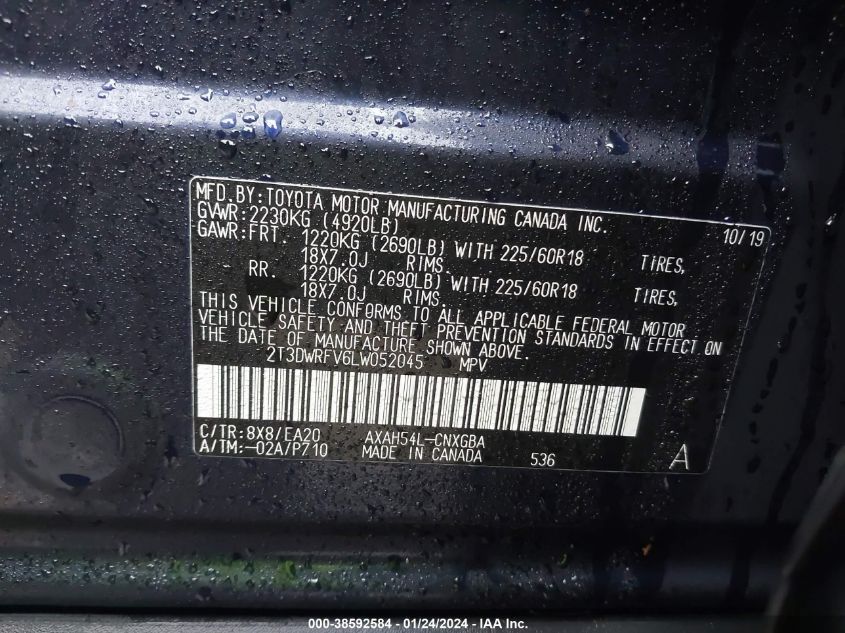 MFD.BY:TOYOTA MOTOR MANUFACTURING CANADA INC.
10/19
GVWR:2230KG (4920LB)
GAWR:FRT. 1220KG (2690LB) WITH 225/60R18 TIRES,
18X7.0J RIMS.
RR. 1220KG (2690LB) WITH 225/60R18 TIRES,
18X7.0J RIMS.
THIS VEHICLE CONFORMS TO ALL APPLICABLE FEDERAL MOTOR
VEHICLE SAFETY AND THEFT PREVENTION STANDARDS IN EFFECT ON
THE DATE OF MANUFACTURE SHOWN ABOVE.
2T3DWRFV6LW052045 MPV
C/TR:8X8/EA20 AXAH54L-CNXGBA
A/TM:-02A/P710 MADE IN CANADA 536 A
000-38592584 - 01/24/2024 - IAA Inc.